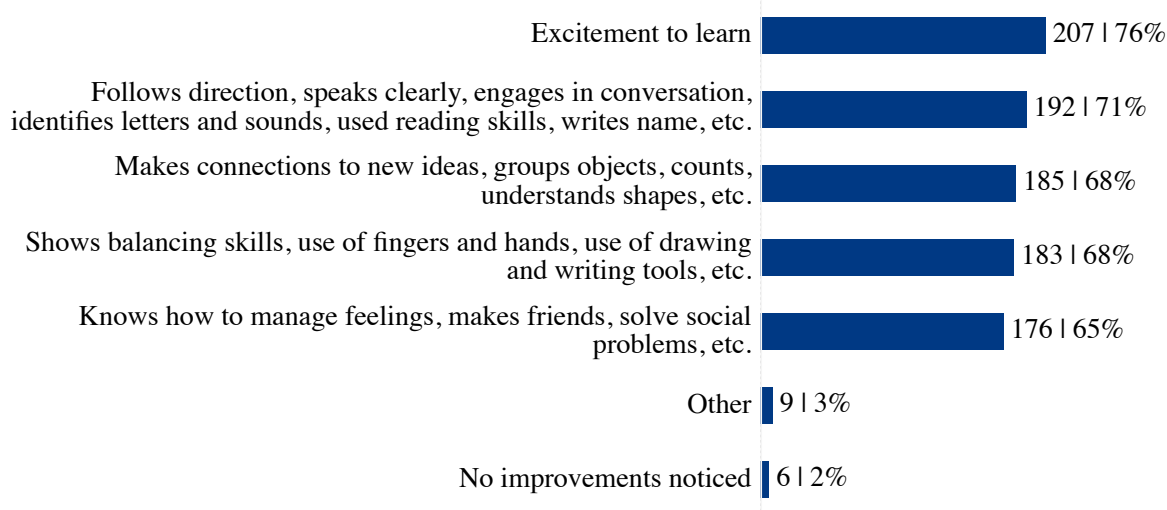 Excitement to learn 207 | 76%
Follows direction, speaks clearly, engages in conversation,
identifies letters and sounds, used reading skills, writes name, etc. 192 | 71%
Makes connections to new ideas, groups objects, counts,
understands shapes, etc. 185 | 68%
Shows balancing skills, use of fingers and hands, use of drawing
and writing tools, etc. 183 | 68%
Knows how to manage feelings, makes friends, solve social
problems, etc. 176 | 65%
Other 9 | 3%
No improvements noticed 6 | 2%